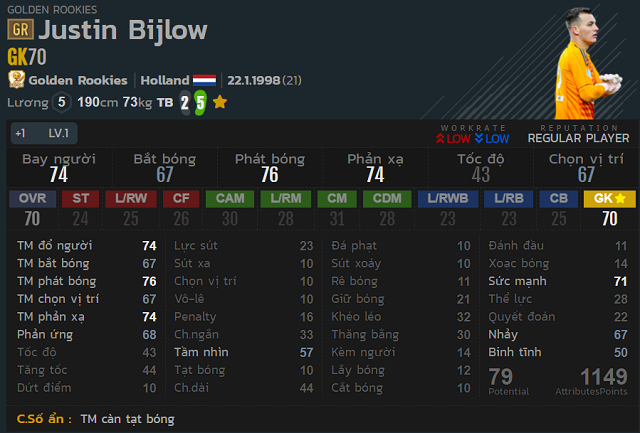 GOLDEN ROOKIES
GR Justin Bijlow
GK70
Golden Rookies Holland 22.1.1998 (21)
Lương 5 190cm 73kg TB 2 5
+1 LV.1
WORKRATE REPUTATION
LOW LOW REGULAR PLAYER
Bay người Bắt bóng Phát bóng Phản xạ Tốc độ Chọn vị trí
74 67 76 74 43 67
OVR ST L/RW CF CAM L/RM CM CDM L/RWB L/RB CB GK
70 24 25 26 30 28 31 28 23 23 25 70
TM đổ người 74 Lực sút 23 Đá phạt 10 Đánh đầu 11
TM bắt bóng 67 Sút xa 10 Sút xoáy 10 Xoạc bóng 14
TM phát bóng 76 Chọn vị trí 10 Rê bóng 11 Sức mạnh 71
TM chọn vị trí 67 Vô-lê 10 Giữ bóng 21 Thể lực 28
TM phản xạ 74 Penalty 16 Khéo léo 32 Quyết đoán 22
Phản ứng 68 Ch.ngắn 33 Thăng bằng 30 Nhảy 67
Tốc độ 43 Tầm nhìn 57 Kèm người 14 Bình tĩnh 50
Tăng tốc 44 Tạt bóng 10 Lấy bóng 12
Dứt điểm 10 Ch.dài 44 Cắt bóng 10
79 1149
Potential AttributesPoints
C.Số ẩn : TM càn tạt bóng